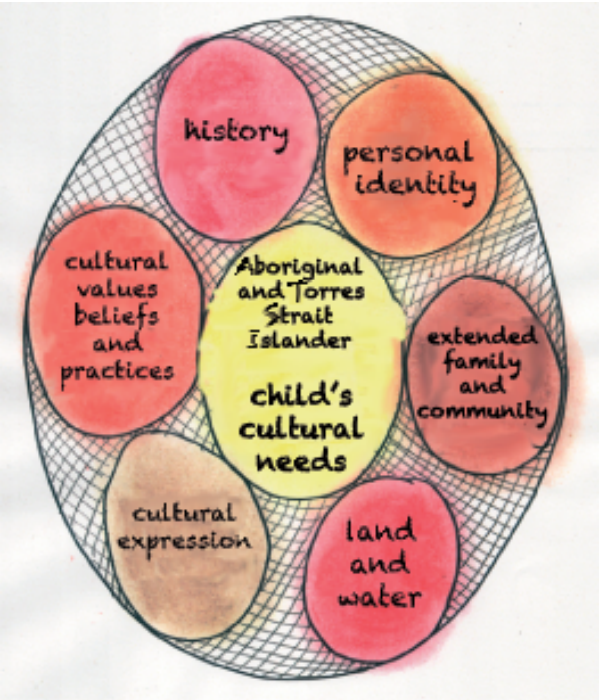 history
personal
identity
cultural
values
beliefs
and
practices
Aboriginal
and Torres
Strait
Islander
child's
cultural
needs
extended
family
and
community
cultural
expression
land
and
water